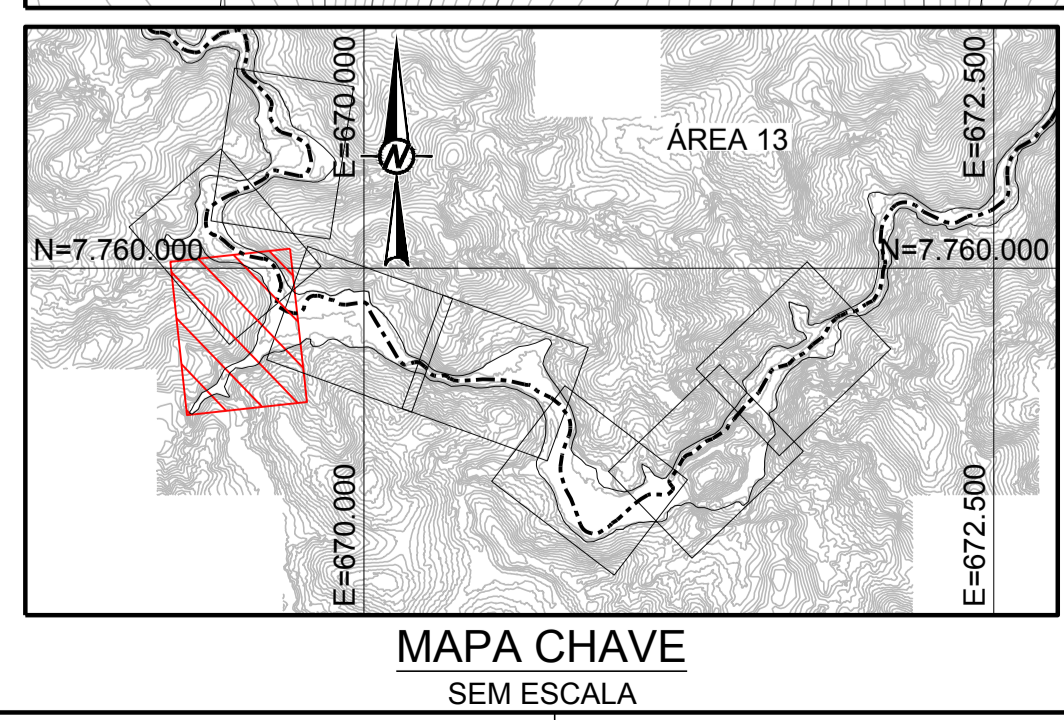 E=670.000
E=672.500
N
ÁREA 13
N=7.760.000
N=7.760.000
E=670.000
E=672.500
MAPA CHAVE
SEM ESCALA